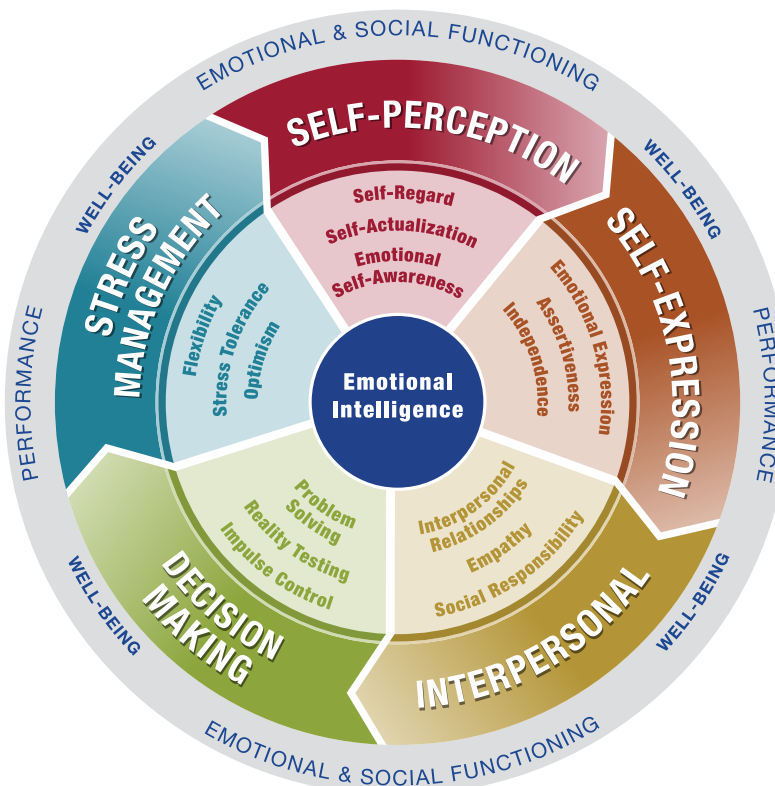 EMOTIONAL & SOCIAL FUNCTIONING
WELL-BEING
WELL-BEING
PERFORMANCE
PERFORMANCE
WELL-BEING
WELL-BEING
EMOTIONAL & SOCIAL FUNCTIONING
SELF-PERCEPTION
Self-Regard
Self-Actualization
Emotional
Self-Awareness
SELF-EXPRESSION
Emotional Expression
Assertiveness
Independence
INTERPERSONAL
Interpersonal
Relationships
Empathy
Social Responsibility
DECISION
MAKING
Problem
Solving
Reality Testing
Impulse Control
STRESS
MANAGEMENT
Flexibility
Stress Tolerance
Optimism
Emotional
Intelligence